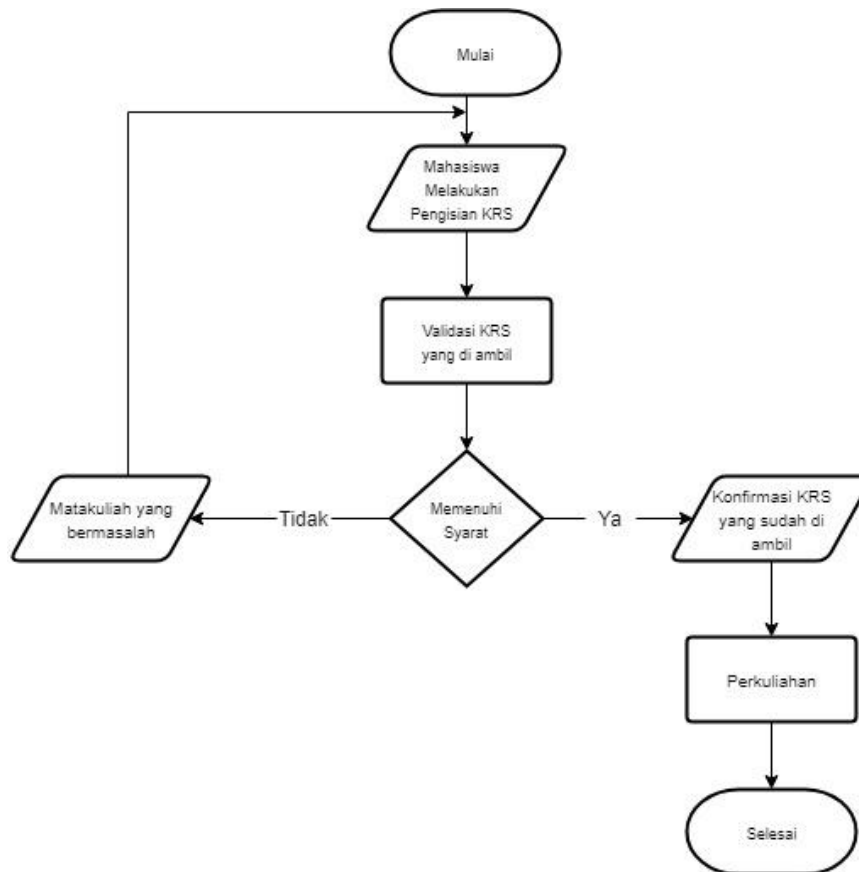 Mulai
Mahasiswa
Melakukan
Pengisian KRS
Validasi KRS
yang di ambil
Memenuhi
Syarat
Tidak
Matakuliah yang
bermasalah
Ya
Konfirmasi KRS
yang sudah di
ambil
Perkuliahan
Selesai